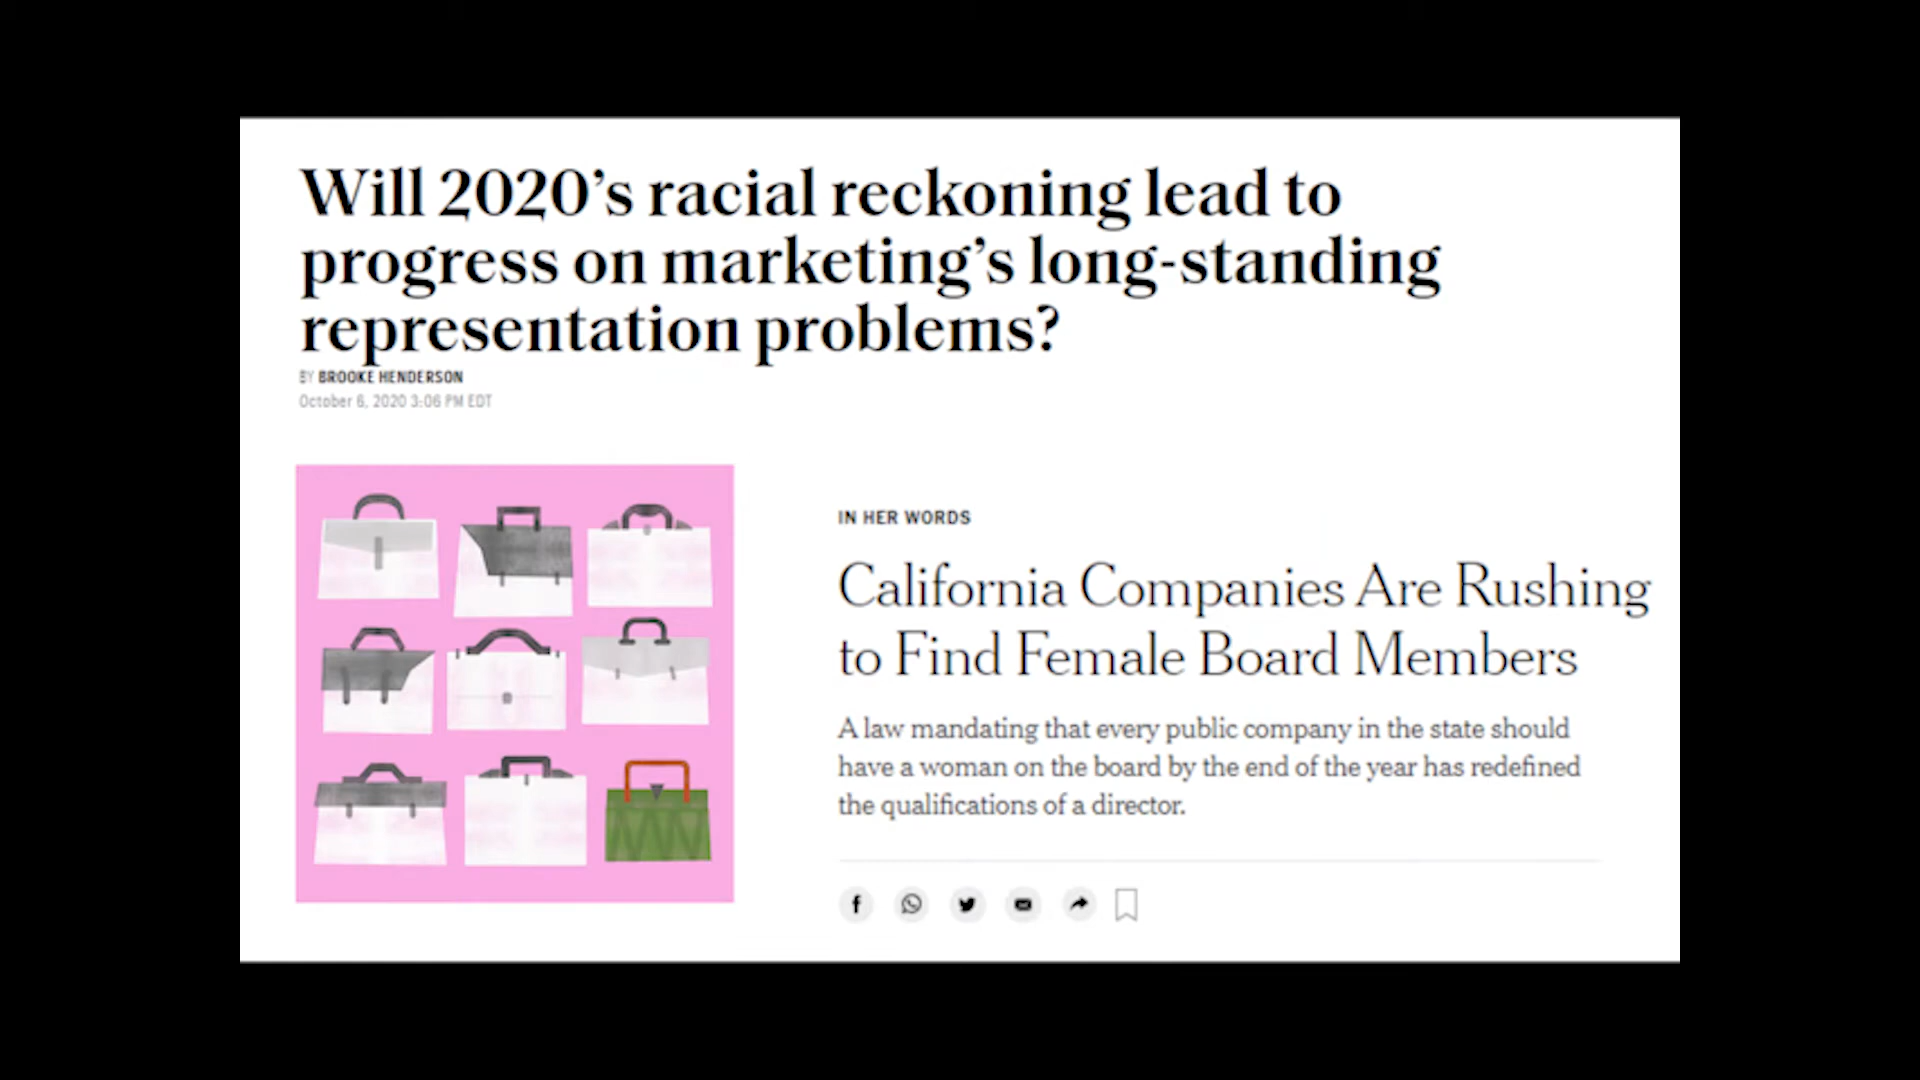 Will 2020’s racial reckoning lead to
progress on marketing’s long-standing
representation problems?
BY BROOKE HENDERSON
October 6, 2020 3:06 PM EDT
IN HER WORDS
California Companies Are Rushing
to Find Female Board Members
A law mandating that every public company in the state should
have a woman on the board by the end of the year has redefined
the qualifications of a director.